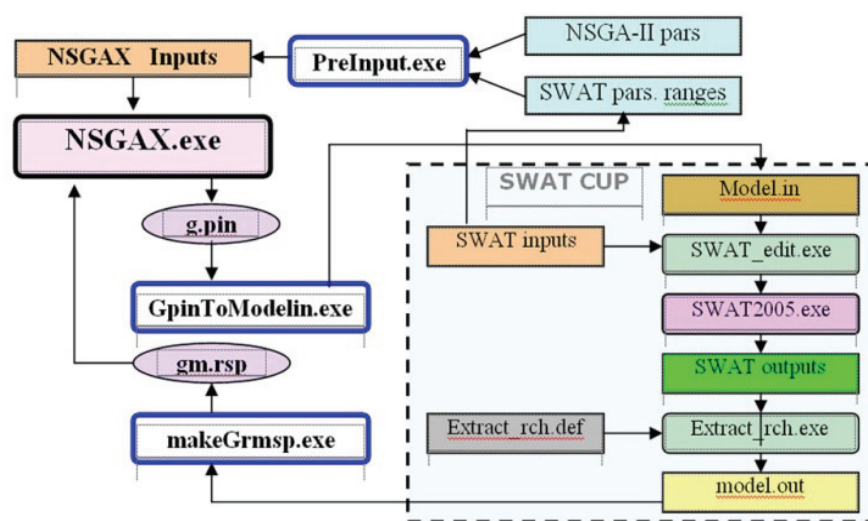 NSGAX Inputs
PreInput.exe
NSGA-II pars
SWAT pars. ranges
NSGAX.exe
g.pin
GpinToModelin.exe
gm.rsp
makeGrmsp.exe
SWAT CUP
Model.in
SWAT inputs
SWAT_edit.exe
SWAT2005.exe
SWAT outputs
Extract_rch.def
Extract_rch.exe
model.out